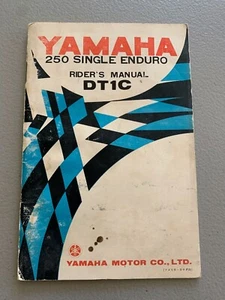 YAMAHA
250 SINGLE ENDURO
RIDER'S MANUAL
DT1C
YAMAHA MOTOR CO., LTD.